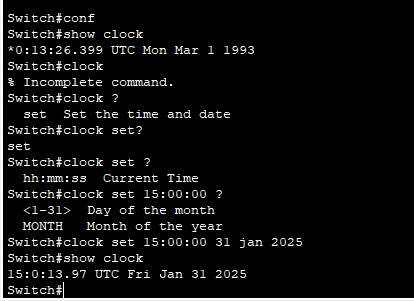 Switch#conf
Switch#show clock
*0:13:26.399 UTC Mon Mar 1 1993
Switch#clock
% Incomplete command.
Switch#clock ?
  set  Set the time and date
Switch#clock set?
set
Switch#clock set ?
  hh:mm:ss  Current Time
Switch#clock set 15:00:00 ?
  <1-31>  Day of the month
  MONTH   Month of the year
Switch#clock set 15:00:00 31 jan 2025
Switch#show clock
15:0:13.97 UTC Fri Jan 31 2025
Switch#